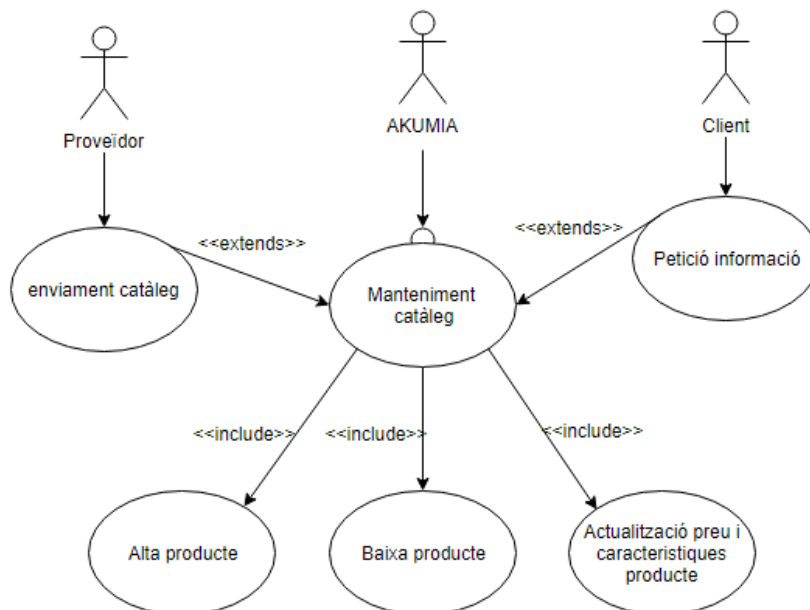 Proveïdor
AKUMIA
Client
<<extends>>
<<extends>>
enviament catàleg
Manteniment
catàleg
Petició informació
<<include>>
<<include>>
<<include>>
Alta producte
Baixa producte
Actualització preu i
caracteristiques
producte